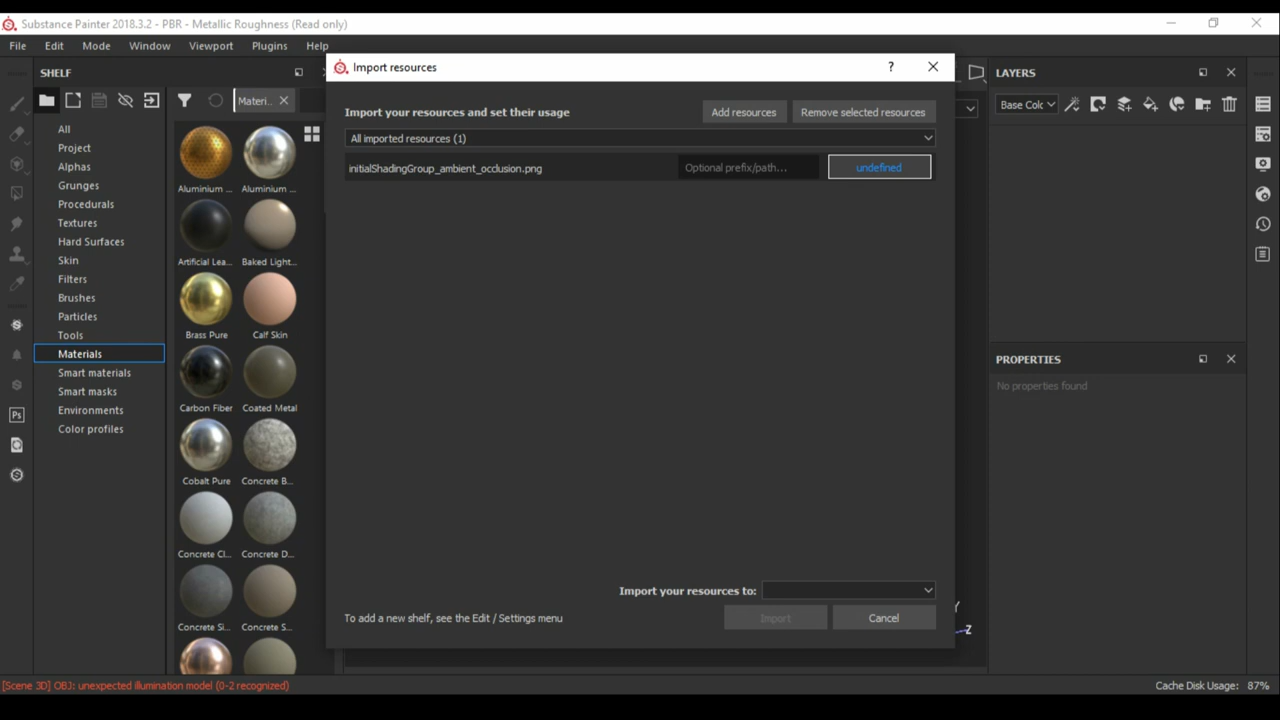 Substance Painter 2018.3.2 - PBR - Metallic Roughness (Read only)
File Edit Mode Window Viewport Plugins Help
SHELF
Materi...
All
Project
Alphas
Grunges
Procedurals
Textures
Hard Surfaces
Skin
Filters
Brushes
Particles
Tools
Materials
Smart materials
Smart masks
Environments
Color profiles
Aluminium ... Aluminium ...
Artificial Lea... Baked Light...
Brass Pure Calf Skin
Carbon Fiber Coated Metal
Cobalt Pure Concrete B...
Concrete Cl... Concrete D...
Concrete Si... Concrete S...
Import resources
Import your resources and set their usage
Add resources
Remove selected resources
All imported resources (1)
initialShadingGroup_ambient_occlusion.png Optional prefix/path... undefined
Import your resources to:
To add a new shelf, see the Edit / Settings menu
Import
Cancel
Y
Z
LAYERS
Base Colo
Ps
PROPERTIES
No properties found
[Scene 3D] OBJ: unexpected illumination model (0-2 recognized)
Cache Disk Usage: 87%